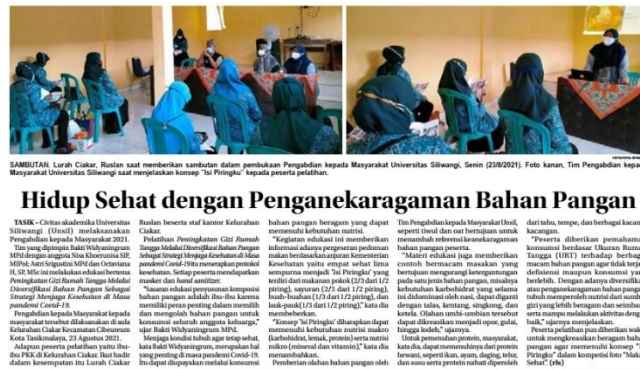 SAMBUTAN. Lurah Ciakar, Ruslan saat memberikan sambutan dalam pembukaan Pengabdian kepada Masyarakat Universitas Siliwangi, Senin (23/8/2021). Foto kanan, Tim Pengabdian kepada
Masyarakat Universitas Siliwangi saat menjelaskan konsep "Isi Piringku" kepada peserta pelatihan.
Hidup Sehat dengan Penganekaragaman Bahan Pangan
TASIK – Civitas akademika Universitas
Siliwangi (Unsil) melaksanakan
Pengabdian kepada Masyarakat 2021.
Tim yang dipimpin Bakti Widyaningrum
MPd dengan anggota Nisa Khoerunisa SIP,
MIPol; Astri Srigustini MPd dan Octaviana
H, SP, MSc ini melakukan edukasi bertema
Peningkatan Gizi Rumah Tangga Melalui
Diversifikasi Bahan Pangan Sebagai
Strategi Menjaga Kesehatan di Masa
pandemi Covid-19.
Pengabdian kepada Masyarakat kepada
masyarakat tersebut dilaksanakan di aula
Kelurahan Ciakar Kecamatan Cibeureum
Kota Tasikmalaya, 23 Agustus 2021.
Adapun peserta pelatihan yaitu ibu-
ibu PKK di Kelurahan Ciakar. Ikut hadir
dalam kesempatan itu Lurah Ciakar
Ruslan beserta staf kantor Kelurahan
Ciakar.
Pelatihan Peningkatan Gizi Rumah
Tangga Melalui Diversifikasi Bahan Pangan
Sebagai Strategi Menjaga Kesehatan di Masa
pandemi Covid-19 itu menerapkan protokol
kesehatan. Setiap peserta mendapatkan
masker dan hand sanitizer.
"Sasaran edukasi penyusunan komposisi
bahan pangan adalah ibu-ibu karena
memiliki peran penting dalam memilih
dan mengolah bahan pangan untuk
konsumsi seluruh anggota keluarga,"
ujar Bakti Widyaningrum MPd.
Menjaga kondisi tubuh agar tetap sehat,
kata Bakti Widyaningrum, merupakan hal
yang penting di masa pandemi Covid-19.
Itu dapat diupayakan melalui konsumsi
bahan pangan beragam yang dapat
memenuhi kebutuhan nutrisi.
"Kegiatan edukasi ini memberikan
informasi adanya pergeseran pedoman
makan berdasarkan anjuran Kementerian
Kesehatan yaitu empat sehat lima
sempurna menjadi 'Isi Piringku' yang
terdiri dari makanan pokok (2/3 dari 1/2
piring), sayuran (2/3 dari 1/2 piring),
buah-buahan (1/3 dari 1/2 piring), dan
lauk-pauk (1/3 dari 1/2 piring)," kata dia
membeberkan.
"Konsep 'Isi Piringku' diharapkan dapat
memenuhi kebutuhan nutrisi makro
(karbohidrat, lemak, protein) serta nutrisi
mikro (mineral dan vitamin)," kata dia
menambahkan.
Pemberian olahan bahan pangan oleh
Tim Pengabdian kepada Masyarakat Unsil,
seperti tiwul dan oat bertujuan untuk
menambah referensi keanekaragaman
bahan pangan peserta.
"Materi edukasi juga memberikan
contoh bermacam masakan yang
bertujuan mengurangi ketergantungan
pada satu jenis bahan pangan, misalnya
kebutuhan karbohidrat yang selama
ini didominasi oleh nasi, dapat diganti
dengan talas, kentang, singkong, dan
ketela. Olahan umbi-umbian tersebut
dapat dikreasikan menjadi opor, gulai,
hingga kodek," ujarnya.
Untuk pemenuhan protein, masyarakat,
kata dia, dapat memenuhinya dari protein
hewani, seperti ikan, ayam, daging, telur,
dan susu serta protein nabati diperoleh
dari tahu, tempe, dan berbagai kacang-
kacangan.
"Peserta diberikan pemahaman
konsumsi berdasar Ukuran Rumah
Tangga (URT) terhadap berbagai
macam bahan pangan agar tidak terjadi
defisiensi maupun konsumsi yang
berlebih. Dengan adanya diversifikasi
atau penganekaragaman bahan pangan
tubuh memperoleh nutrisi dari asupan
gizi yang lebih beragam dan seimbang
serta mampu melakukan aktivitas dengan
baik," ujarnya menjelaskan.
Peserta pelatihan pun diberikan wadah
untuk mengkreasikan beragam bahan
pangan agar memenuhi konsep "Isi
Piringku" dalam kompetisi foto "Makan
Sehat." (rls)